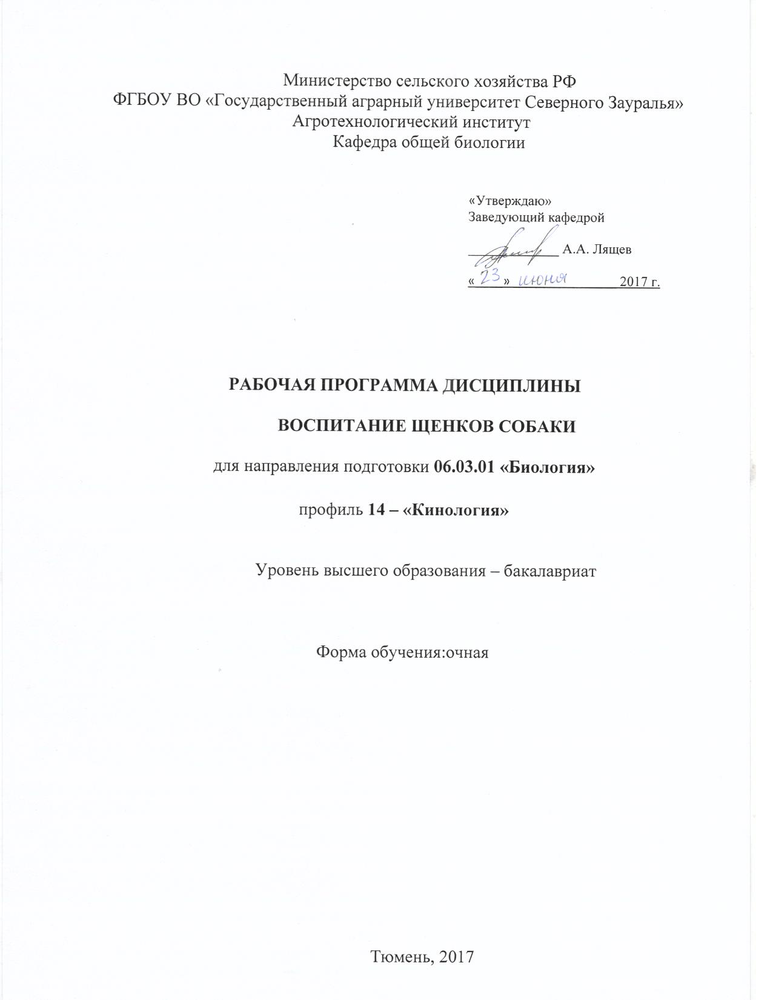 Министерство сельского хозяйства РФ
ФГБОУ ВО «Государственный аграрный университет Северного Зауралья»
Агротехнологический институт
Кафедра общей биологии
«Утверждаю»
Заведующий кафедрой
А.А. Лящев
«23» июня 2017 г.
РАБОЧАЯ ПРОГРАММА ДИСЦИПЛИНЫ
ВОСПИТАНИЕ ЩЕНКОВ СОБАКИ
для направления подготовки 06.03.01 «Биология»
профиль 14 – «Кинология»
Уровень высшего образования – бакалавриат
Форма обучения:очная
Тюмень, 2017